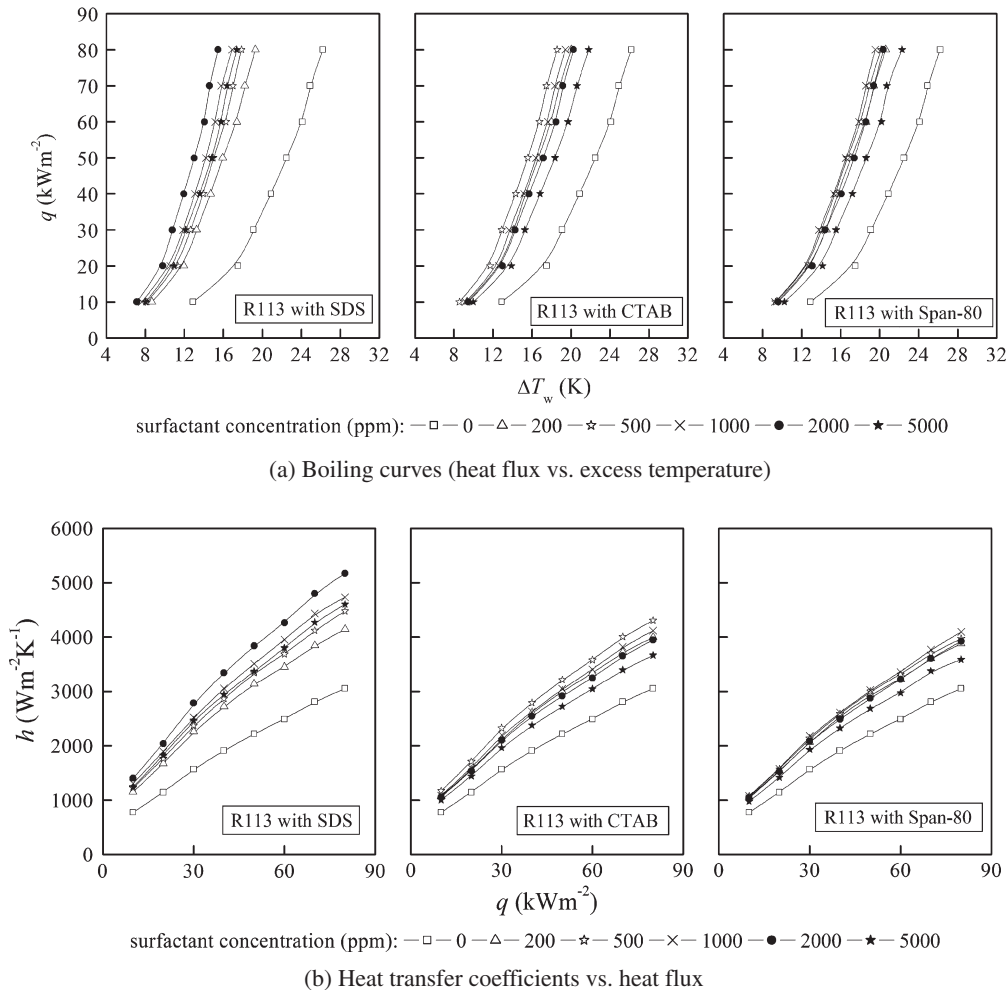 90
80
70
60
50
40
30
20
10
0
q (kWm⁻²)
R113 with SDS
R113 with CTAB
R113 with Span-80
4 8 12 16 20 24 28 32 4 8 12 16 20 24 28 32 4 8 12 16 20 24 28 32
ΔT_w (K)
surfactant concentration (ppm): 0 200 500 1000 2000 5000
(a) Boiling curves (heat flux vs. excess temperature)
6000
5000
4000
3000
2000
1000
0
h (Wm⁻²K⁻¹)
R113 with SDS
R113 with CTAB
R113 with Span-80
0 30 60 90 0 30 60 90 0 30 60 90
q (kWm⁻²)
surfactant concentration (ppm): 0 200 500 1000 2000 5000
(b) Heat transfer coefficients vs. heat flux